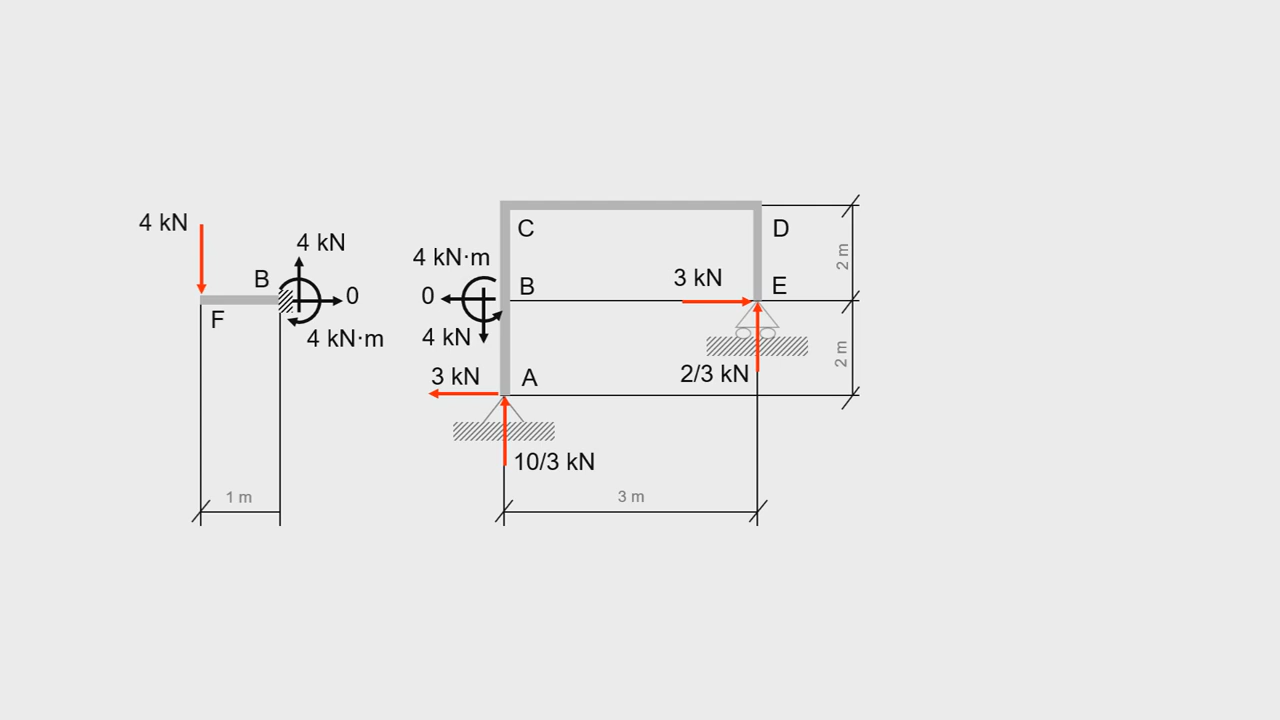 4 kN
4 kN
B
0
F
4 kN·m
1 m
C
D
4 kN·m
2 m
3 kN
E
0
B
4 kN
2 m
3 kN
A
2/3 kN
10/3 kN
3 m